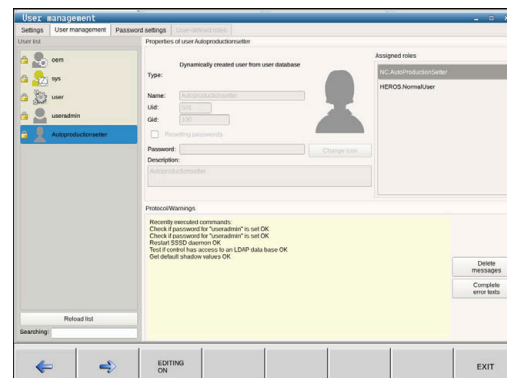 User management
Settings
User management
Password settings
User-defined roles
User list
oem
sys
user
useradmin
Autoproductionsetter
Reload list
Searching:
Properties of user Autoproductionsetter
Dynamically created user from user database
Type:
Name:
Autoproductionsetter
Uid:
Gid:
100
Resetting passwords
Password:
Change icon
Description:
Autoproductionsetter
Assigned roles
NC.AutoProductionSetter
HEROS.NormalUser
Protocol/Warnings
Recently executed commands:
Check if password for "useradmin" is set OK
Check if password for "useradmin" is set OK
Restart SSSD daemon OK
Test if control has access to an LDAP data base OK
Get default shadow values OK
Delete
messages
Complete
error texts
EDITING
ON
EXIT